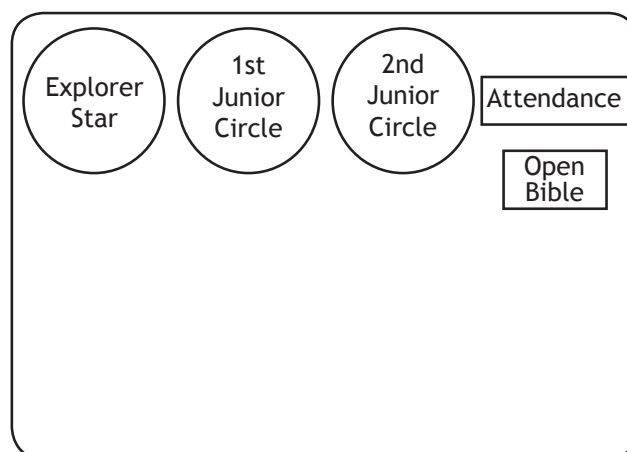 Explorer
Star
1st
Junior
Circle
2nd
Junior
Circle
Attendance
Open
Bible